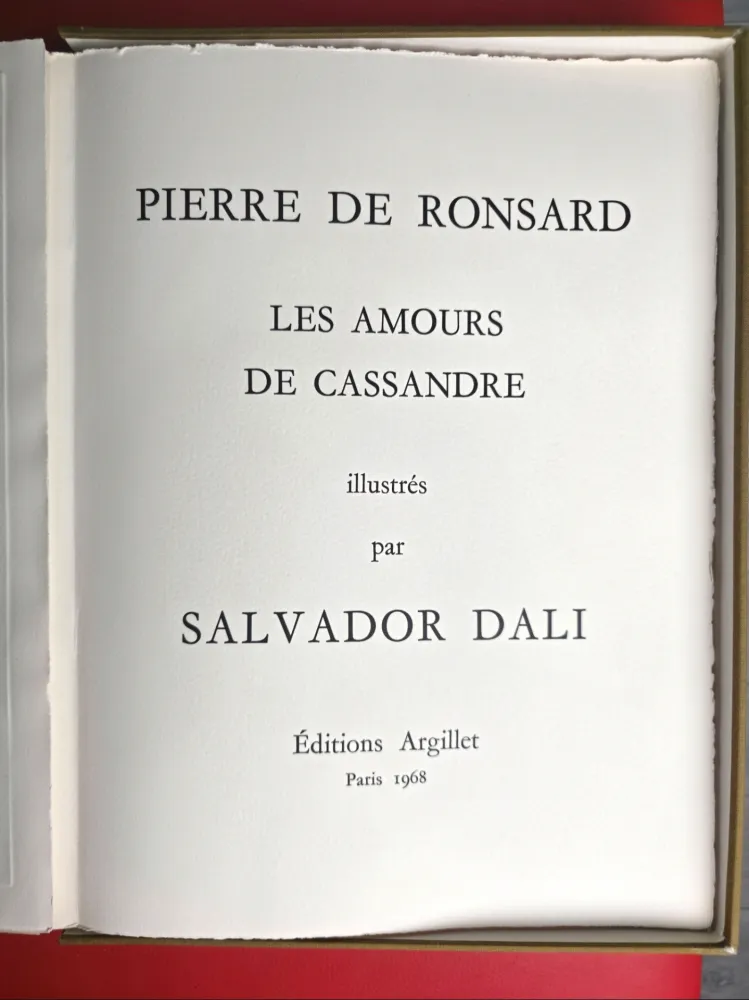 PIERRE DE RONSARD
LES AMOURS
DE CASSANDRE
illustrés
par
SALVADOR DALI
Éditions Argillet
Paris 1968